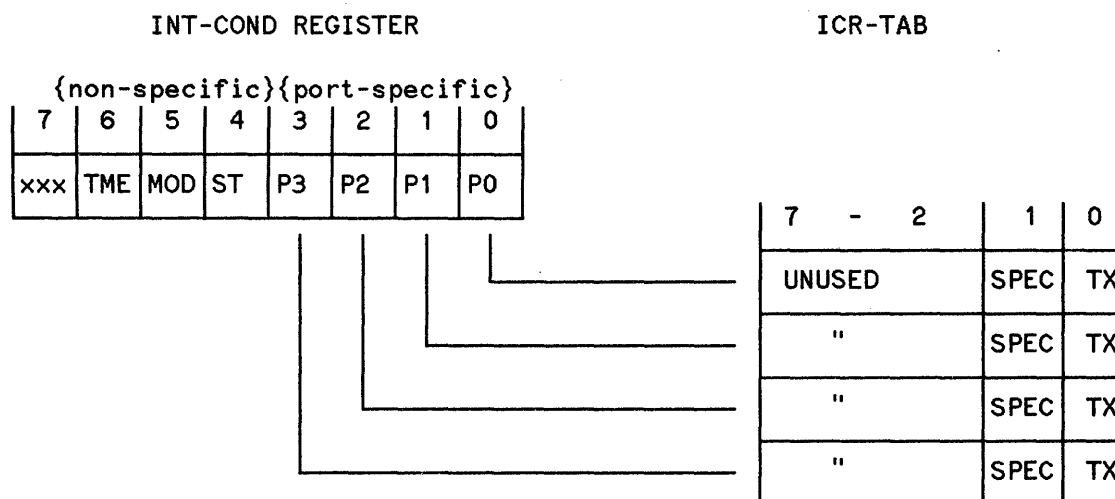 INT-COND REGISTER ICR-TAB
{non-specific}{port-specific}
7 6 5 4 3 2 1 0
xxx TME MOD ST P3 P2 P1 P0
7 - 2 1 0
UNUSED SPEC TX
" SPEC TX
" SPEC TX
" SPEC TX